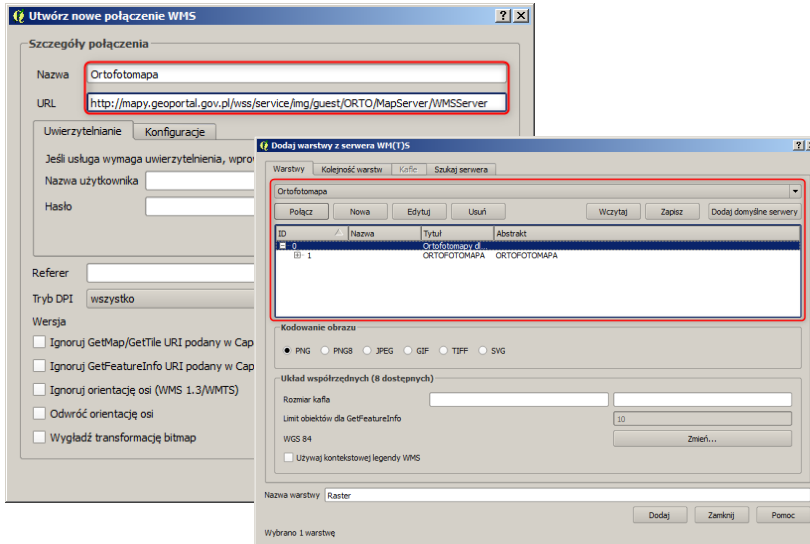 Utwórz nowe połączenie WMS
Szczegóły połączenia
Nazwa Ortofotomapa
URL http://mapy.geoportal.gov.pl/wss/service/img/guest/ORTO/MapServer/WMSServer
Uwierzytelnianie Konfiguracje
Jeśli usługa wymaga uwierzytelnienia,
Nazwa użytkownika
Hasło
Referer
Tryb DPI wszystko
Wersja
Ignoruj GetMap/GetTile URI podany w Cap
Ignoruj GetFeatureInfo URI podany w Cap
Ignoruj orientację osi (WMS 1.3/WMTS)
Odwróć orientację osi
Wygładź transformację bitmap
Dodaj warstwy z serwera WM(T)S
Warstwy Kolejność warstw Kafle Szukaj serwera
Ortofotomapa
Połącz Nowa Edytuj Usuń Wczytaj Zapisz Dodaj domyślne serwery
ID Nazwa Tytuł Abstrakt
0 Ortofotomapy dl...
1 ORTOFOTOMAPA ORTOFOTOMAPA
Kodowanie obrazu
PNG PNG8 JPEG GIF TIFF SVG
Układ współrzędnych (8 dostępnych)
Rozmiar kafla
Limit obiektów dla GetFeatureInfo 10
WGS 84 Zmień...
Używaj kontekstowej legendy WMS
Nazwa warstwy Raster
Dodaj Zamknij Pomoc
Wybrano 1 warstwę